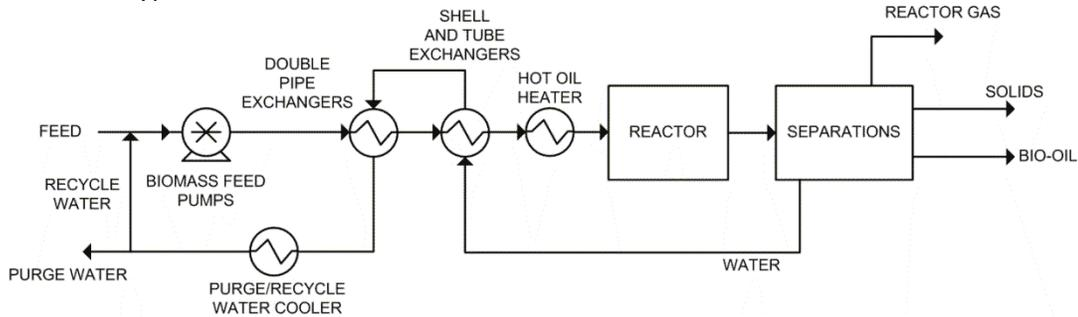 SHELL
AND TUBE
EXCHANGERS
REACTOR GAS
DOUBLE
PIPE
EXCHANGERS
HOT OIL
HEATER
SOLIDS
FEED
REACTOR
SEPARATIONS
BIO-OIL
RECYCLE
WATER
BIOMASS FEED
PUMPS
PURGE WATER
WATER
PURGE/RECYCLE
WATER COOLER